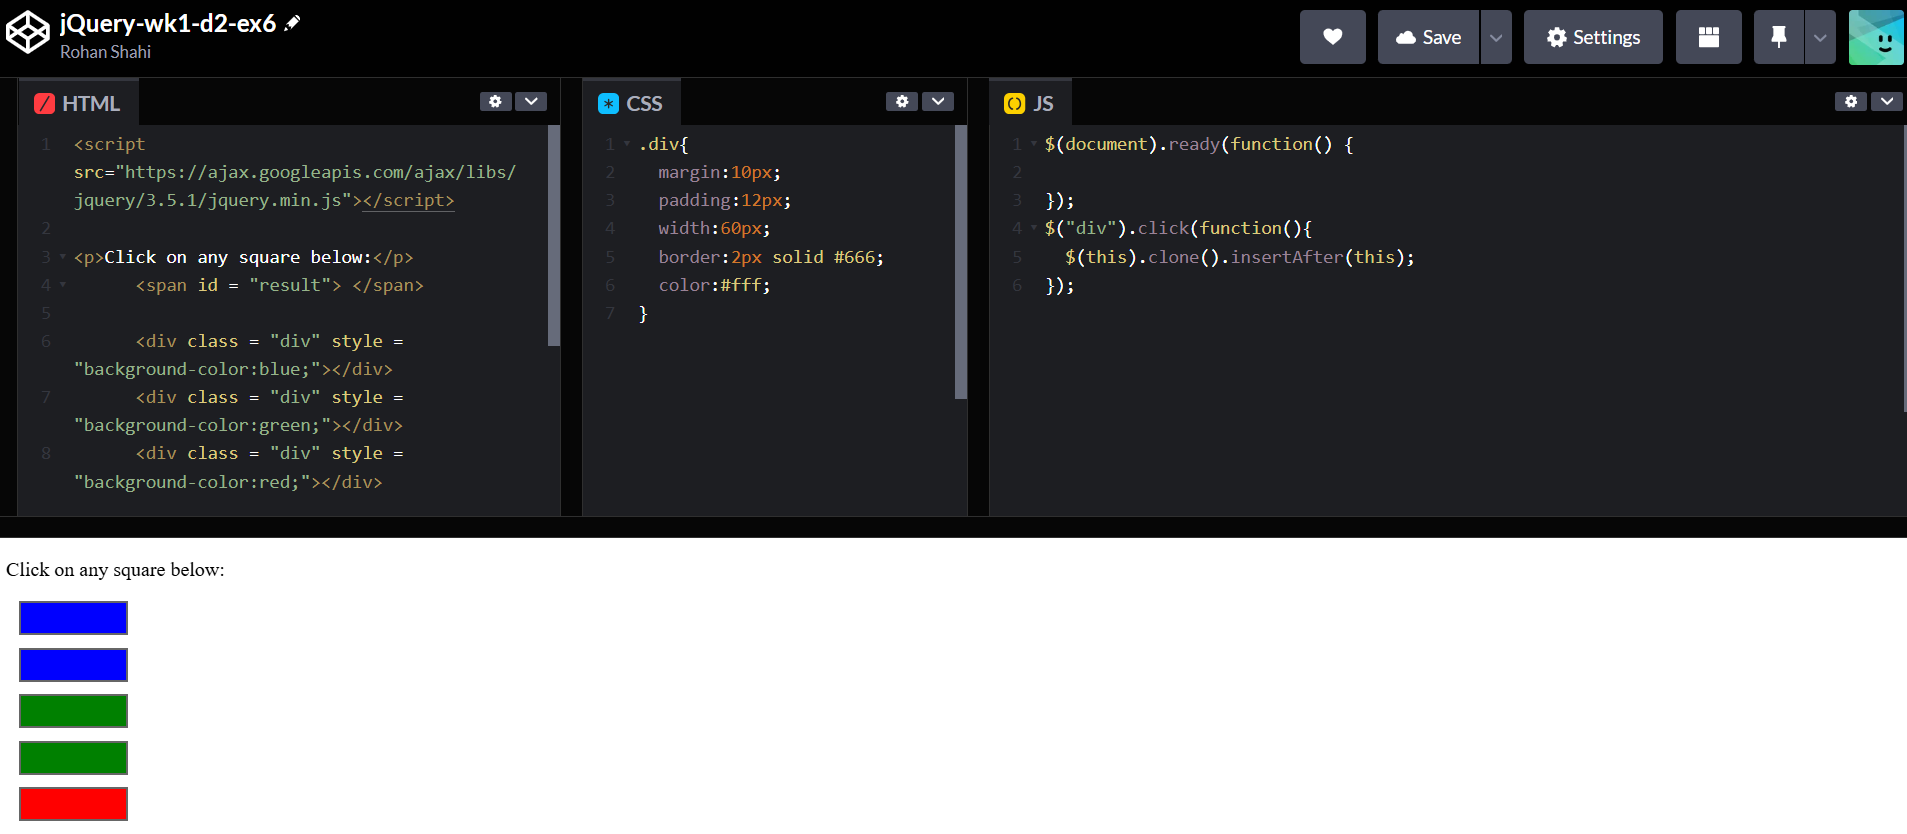 jQuery-wk1-d2-ex6
Rohan Shahi
Save
Settings
HTML
1 <script
src="https://ajax.googleapis.com/ajax/libs/
jquery/3.5.1/jquery.min.js"></script>
2
3 <p>Click on any square below:</p>
4 <span id = "result"> </span>
5
6 <div class = "div" style =
"background-color:blue;"></div>
7 <div class = "div" style =
"background-color:green;"></div>
8 <div class = "div" style =
"background-color:red;"></div>
CSS
1 .div{
2 margin:10px;
3 padding:12px;
4 width:60px;
5 border:2px solid #666;
6 color:#fff;
7 }
JS
1 $(document).ready(function() {
2
3 });
4 $("div").click(function(){
5 $(this).clone().insertAfter(this);
6 });
Click on any square below: